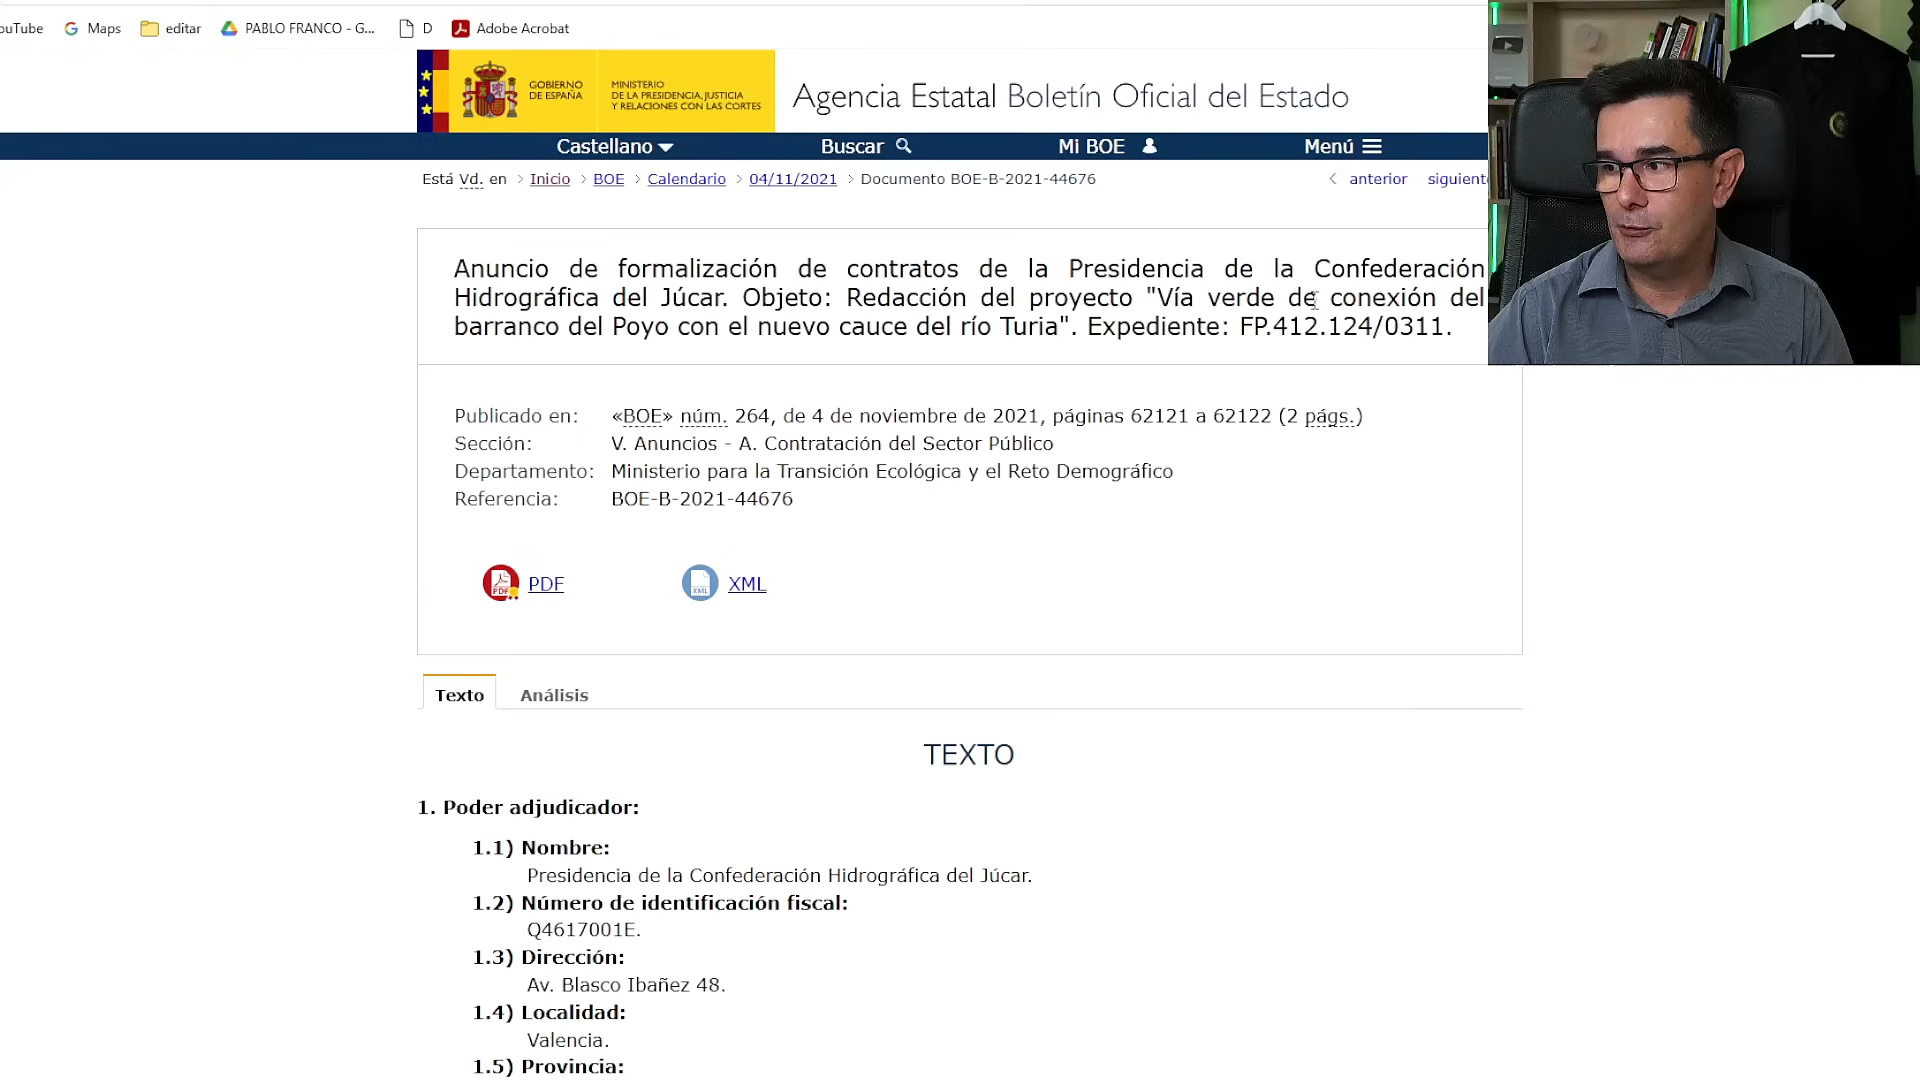 ouTube Maps editar PABLO FRANCO - G... D Adobe Acrobat
GOBIERNO DE ESPAÑA
MINISTERIO DE LA PRESIDENCIA, JUSTICIA Y RELACIONES CON LAS CORTES
Agencia Estatal Boletín Oficial del Estado
Castellano Buscar Mi BOE Menú
Está Vd. en > Inicio > BOE > Calendario > 04/11/2021 > Documento BOE-B-2021-44676 < anterior siguient
Anuncio de formalización de contratos de la Presidencia de la Confederación
Hidrográfica del Júcar. Objeto: Redacción del proyecto "Vía verde de conexión del
barranco del Poyo con el nuevo cauce del río Turia". Expediente: FP.412.124/0311.
Publicado en: «BOE» núm. 264, de 4 de noviembre de 2021, páginas 62121 a 62122 (2 págs.)
Sección: V. Anuncios - A. Contratación del Sector Público
Departamento: Ministerio para la Transición Ecológica y el Reto Demográfico
Referencia: BOE-B-2021-44676
PDF XML
Texto Análisis
TEXTO
1. Poder adjudicador:
1.1) Nombre:
Presidencia de la Confederación Hidrográfica del Júcar.
1.2) Número de identificación fiscal:
Q4617001E.
1.3) Dirección:
Av. Blasco Ibañez 48.
1.4) Localidad:
Valencia.
1.5) Provincia: